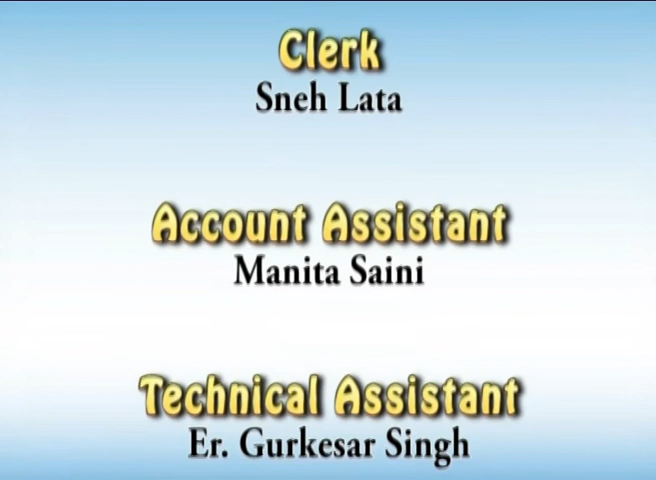 Clerk
Sneh Lata
Account Assistant
Manita Saini
Technical Assistant
Er. Gurkesar Singh